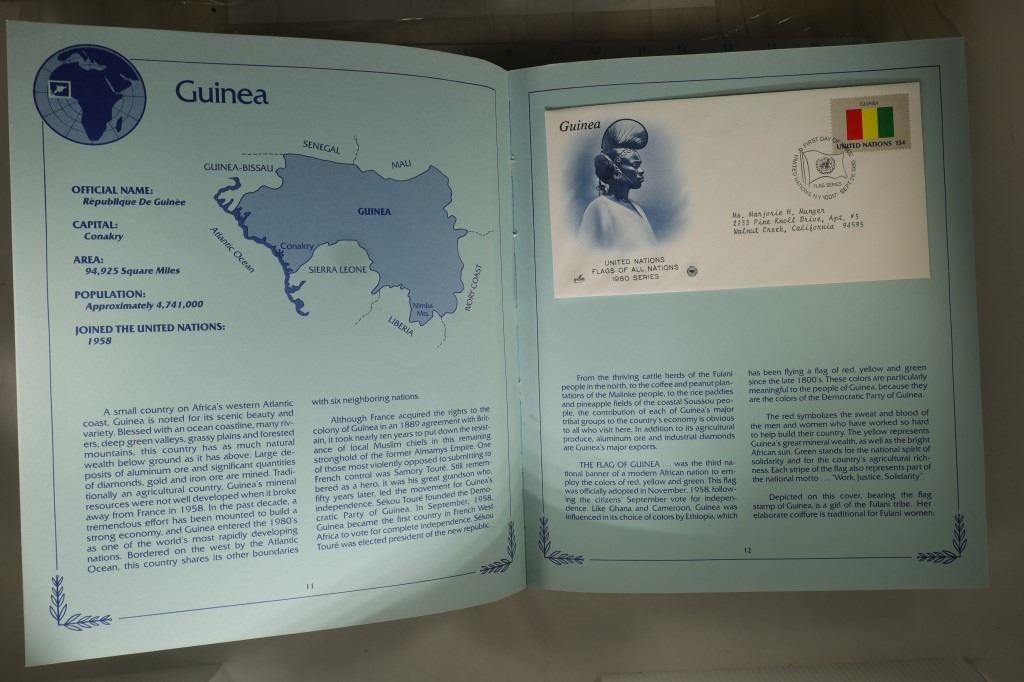 Guinea
SENEGAL
GUINEA-BISSAU
MALI
OFFICIAL NAME:
Rèpublique De Guinèe
GUINEA
CAPITAL:
Conakry
Atlantic Ocean
Conakry
AREA:
94,925 Square Miles
SIERRA LEONE
IVORY COAST
POPULATION:
Approximately 4,741,000
Nimba
Mts.
LIBERIA
JOINED THE UNITED NATIONS:
1958
A small country on Africa's western Atlantic
coast, Guinea is noted for its scenic beauty and
variety. Blessed with an ocean coastline, many riv-
ers, deep green valleys, grassy plains and forested
mountains, this country has as much natural
wealth below ground as it has above. Large de-
posits of aluminum ore and significant quantities
of diamonds, gold and iron ore are mined. Tradi-
tionally an agricultural country, Guinea's mineral
resources were not well developed when it broke
away from France in 1958. In the past decade, a
tremendous effort has been mounted to build a
strong economy, and Guinea entered the 1980's
as one of the world's most rapidly developing
nations. Bordered on the west by the Atlantic
Ocean, this country shares its other boundaries
with six neighboring nations.
Although France acquired the rights to the
colony of Guinea in an 1889 agreement with Brit-
ain, it took nearly ten years to put down the resist-
ance of local Muslim chiefs in this remaining
stronghold of the former Almamys Empire. One
of those most violently opposed to submitting to
French control was Samory Touré. Still remem-
bered as a hero, it was his great grandson who,
fifty years later, led the movement for Guinea's
independence. Sékou Touré founded the Demo-
cratic Party of Guinea. In September, 1958,
Guinea became the first country in French West
Africa to vote for complete independence. Sékou
Touré was elected president of the new republic.
11
Guinea
GUINEA
UNITED NATIONS 15¢
FIRST DAY OF ISSUE
UNITED NATIONS, NY 10017 SEPT. 26, 1980
FLAG SERIES
Ms. Marjorie H. Munger
2133 Pine Knoll Drive, Apt. #3
Walnut Creek, California 94595
UNITED NATIONS
FLAGS OF ALL NATIONS
1980 SERIES
From the thriving cattle herds of the Fulani
people in the north, to the coffee and peanut plan-
tations of the Malinke people, to the rice paddies
and pineapple fields of the coastal Soussou peo-
ple, the contribution of each of Guinea's major
tribal groups to the country's economy is obvious
to all who visit here. In addition to its agricultural
produce, aluminum ore and industrial diamonds
are Guinea's major exports.
THE FLAG OF GUINEA . . . was the third na-
tional banner of a modern African nation to em-
ploy the colors of red, yellow and green. This flag
was officially adopted in November, 1958, follow-
ing the citizens' September vote for indepen-
dence. Like Ghana and Cameroon, Guinea was
influenced in its choice of colors by Ethiopia, which
has been flying a flag of red, yellow and green
since the late 1800's. These colors are particularly
meaningful to the people of Guinea, because they
are the colors of the Democratic Party of Guinea.
The red symbolizes the sweat and blood of
the men and women who have worked so hard
to help build their country. The yellow represents
Guinea's great mineral wealth, as well as the bright
African sun. Green stands for the national spirit of
solidarity and for the country's agricultural rich-
ness. Each stripe of the flag also represents part of
the national motto . . . "Work, Justice, Solidarity".
Depicted on this cover, bearing the flag
stamp of Guinea, is a girl of the Fulani tribe. Her
elaborate coiffure is traditional for Fulani women.
12